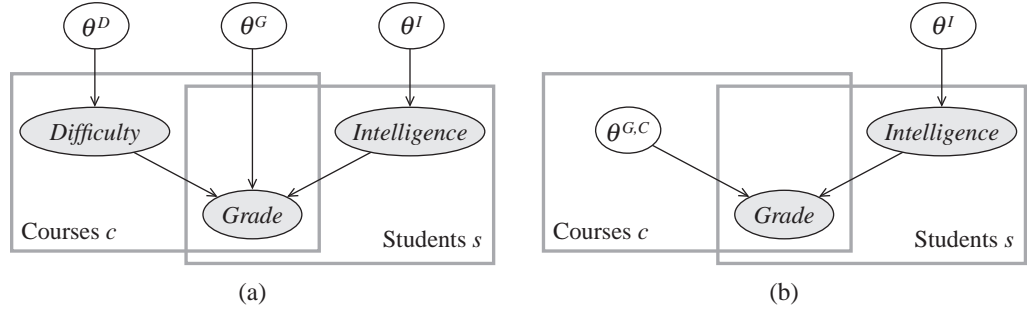 θ^D θ^G θ^I θ^I
Difficulty Intelligence θ^{G,C} Intelligence
Grade Grade
Courses c Students s Courses c Students s
(a) (b)